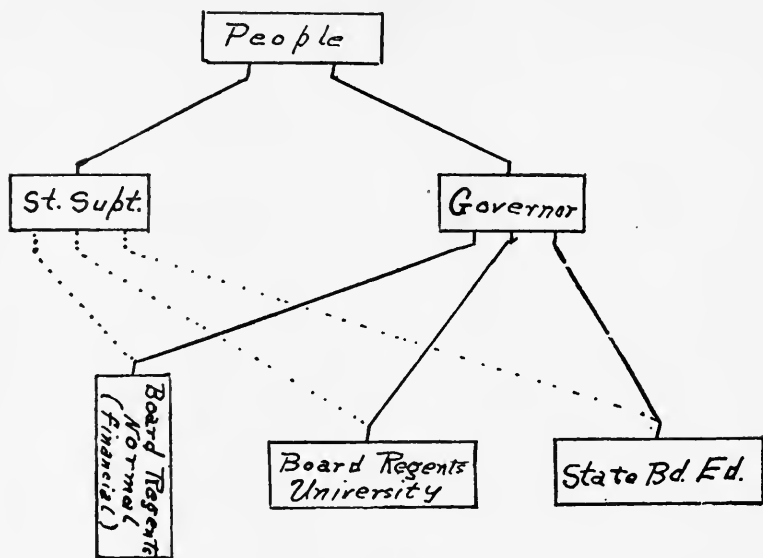 People
St. Supt.
Governor
Board Regents
Normal
(Financial)
Board Regents
University
State Bd. Ed.